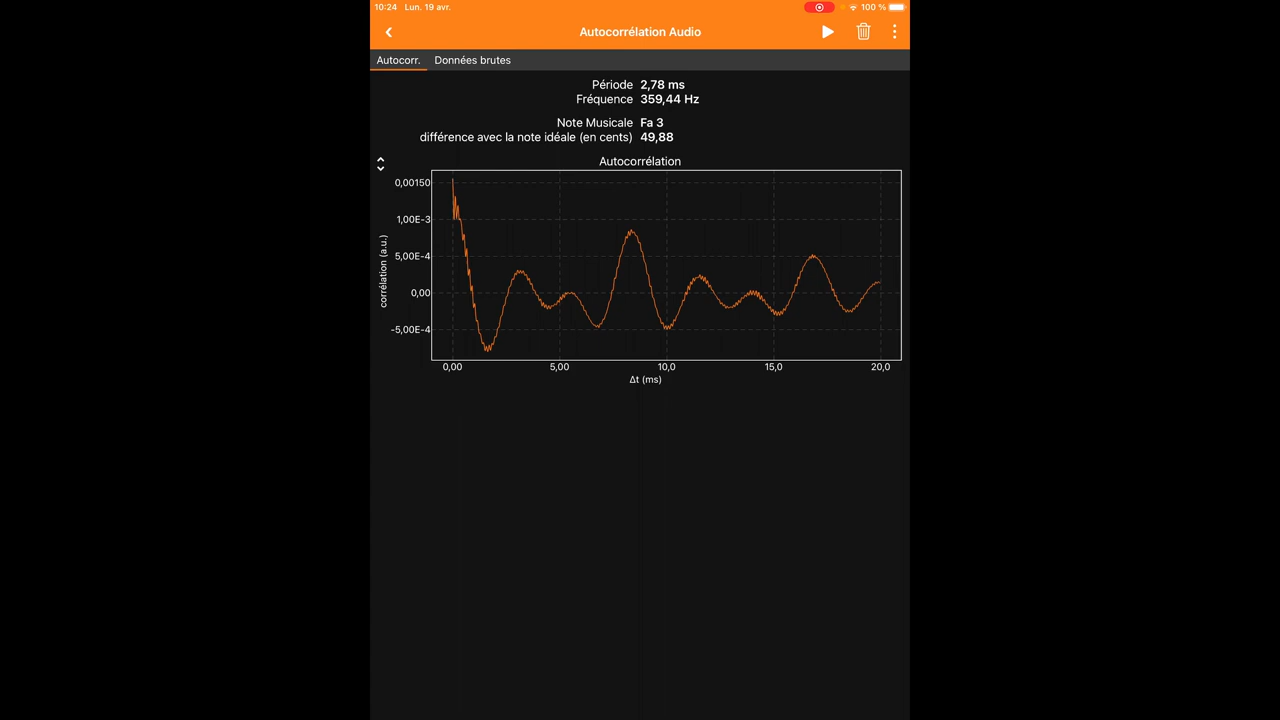 10:24 Lun. 19 avr. 100 %
Autocorrélation Audio
Autocorr. Données brutes
Période 2,78 ms
Fréquence 359,44 Hz
Note Musicale Fa 3
différence avec la note idéale (en cents) 49,88
Autocorrélation
0,00150
1,00E-3
5,00E-4
0,00
-5,00E-4
corrélation (a.u.)
0,00 5,00 10,0 15,0 20,0
Δt (ms)